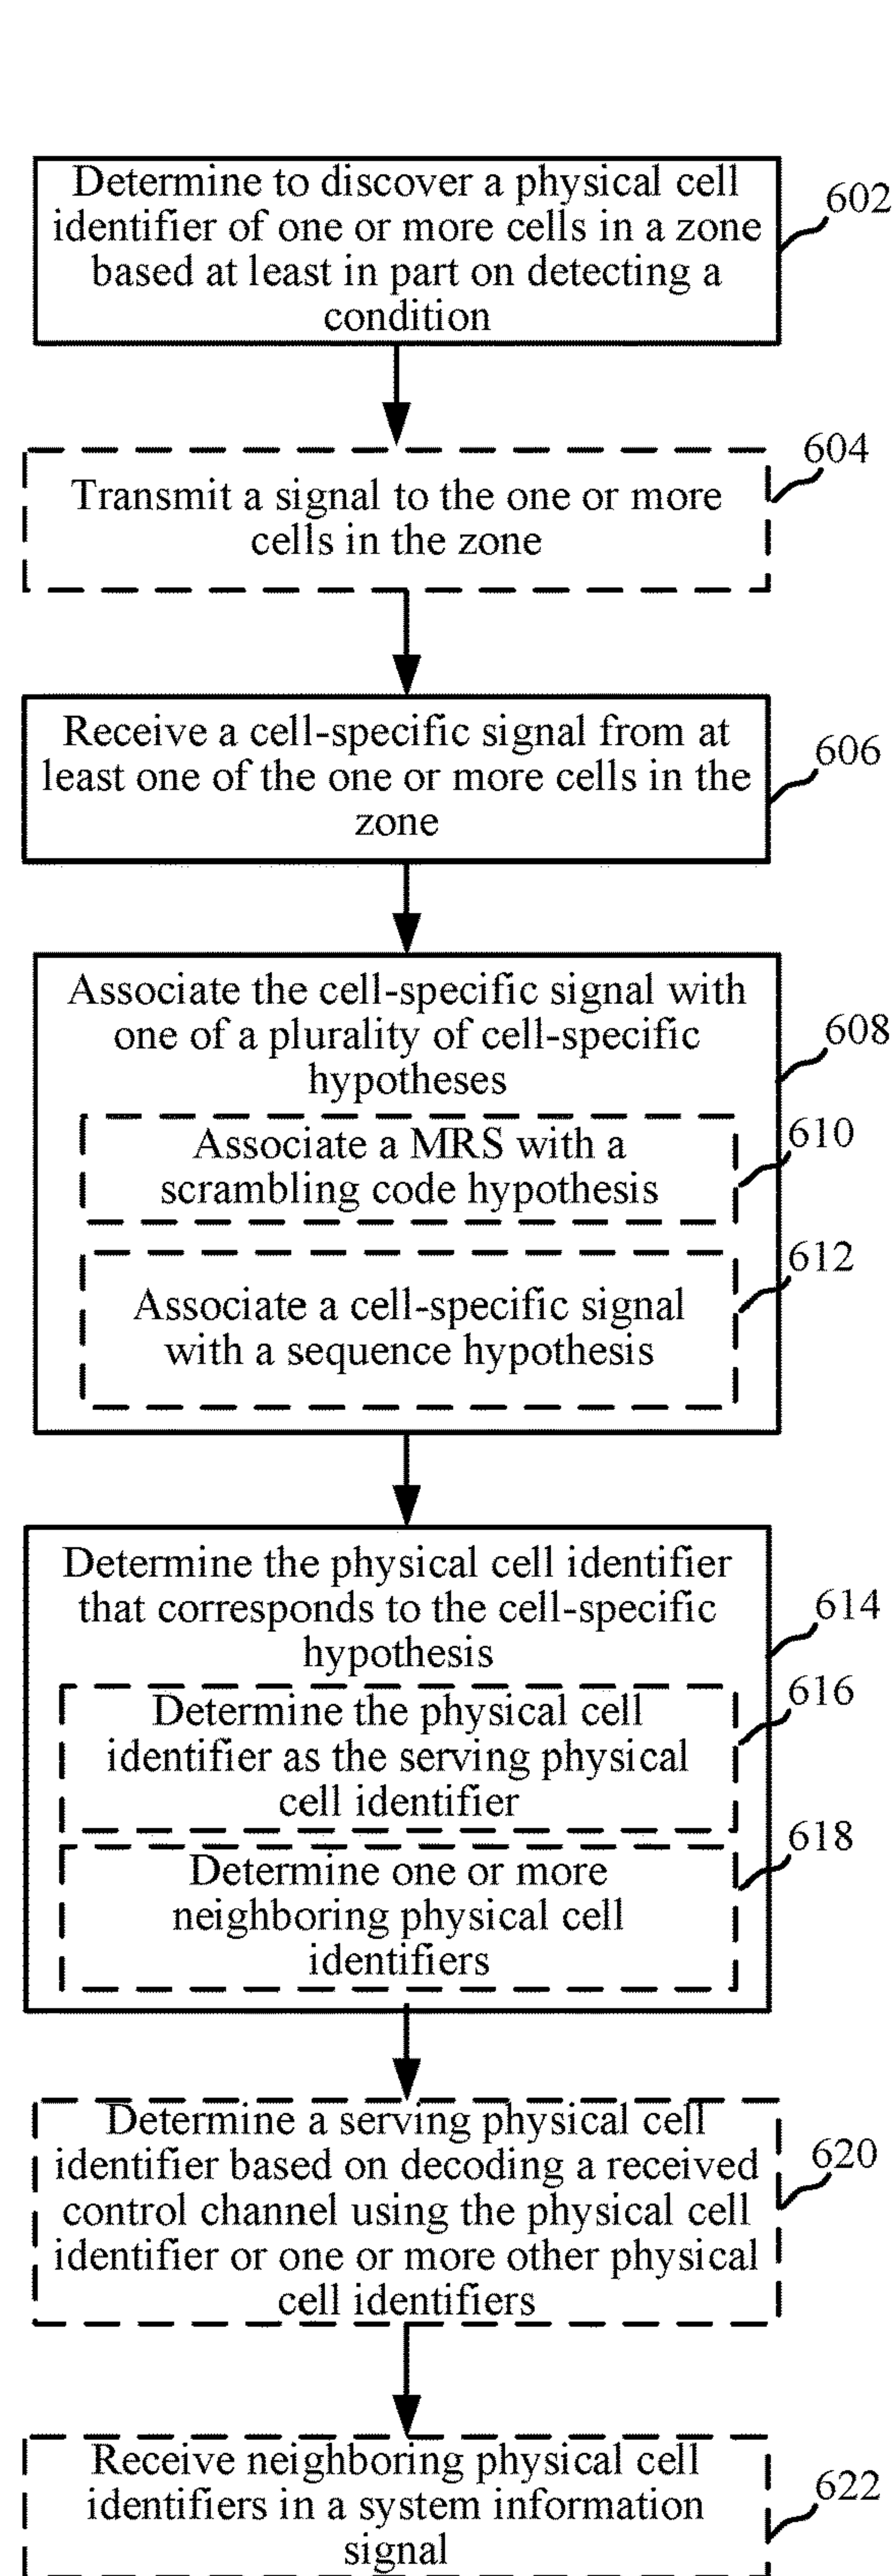 Determine to discover a physical cell
identifier of one or more cells in a zone
based at least in part on detecting a
condition
602
Transmit a signal to the one or more
cells in the zone
604
Receive a cell-specific signal from at
least one of the one or more cells in the
zone
606
Associate the cell-specific signal with
one of a plurality of cell-specific
hypotheses
608
Associate a MRS with a
scrambling code hypothesis
610
Associate a cell-specific signal
with a sequence hypothesis
612
Determine the physical cell identifier
that corresponds to the cell-specific
hypothesis
614
Determine the physical cell
identifier as the serving physical
cell identifier
616
Determine one or more
neighboring physical cell
identifiers
618
Determine a serving physical cell
identifier based on decoding a received
control channel using the physical cell
identifier or one or more other physical
cell identifiers
620
Receive neighboring physical cell
identifiers in a system information
signal
622